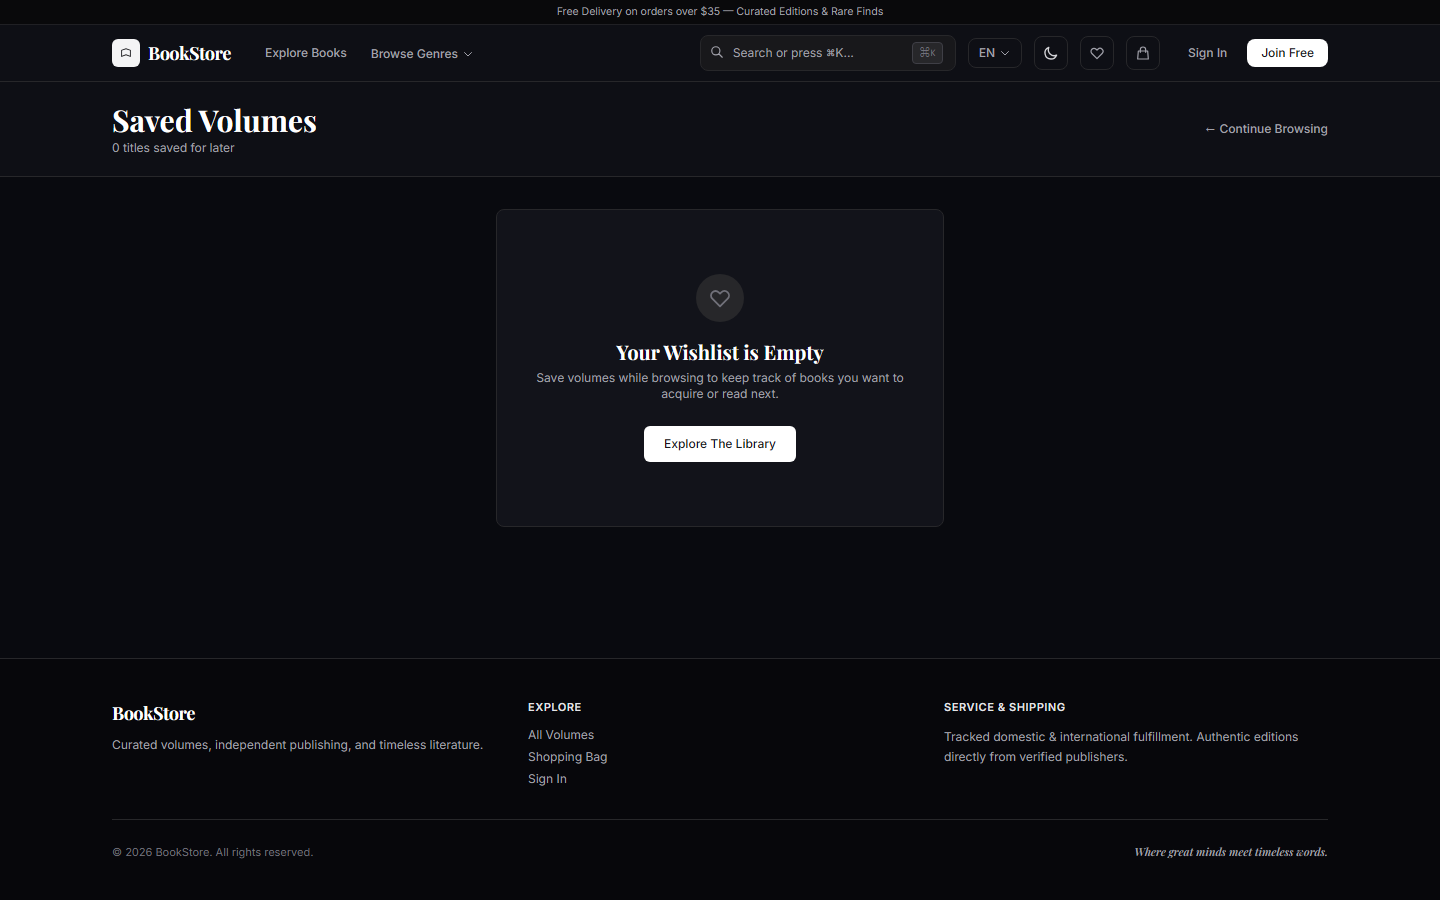 Free Delivery on orders over $35 — Curated Editions & Rare Finds
BookStore
Explore Books
Browse Genres
Search or press ⌘K...
⌘K
EN
Sign In
Join Free
Saved Volumes
0 titles saved for later
← Continue Browsing
Your Wishlist is Empty
Save volumes while browsing to keep track of books you want to
acquire or read next.
Explore The Library
BookStore
Curated volumes, independent publishing, and timeless literature.
EXPLORE
All Volumes
Shopping Bag
Sign In
SERVICE & SHIPPING
Tracked domestic & international fulfillment. Authentic editions
directly from verified publishers.
© 2026 BookStore. All rights reserved.
Where great minds meet timeless words.